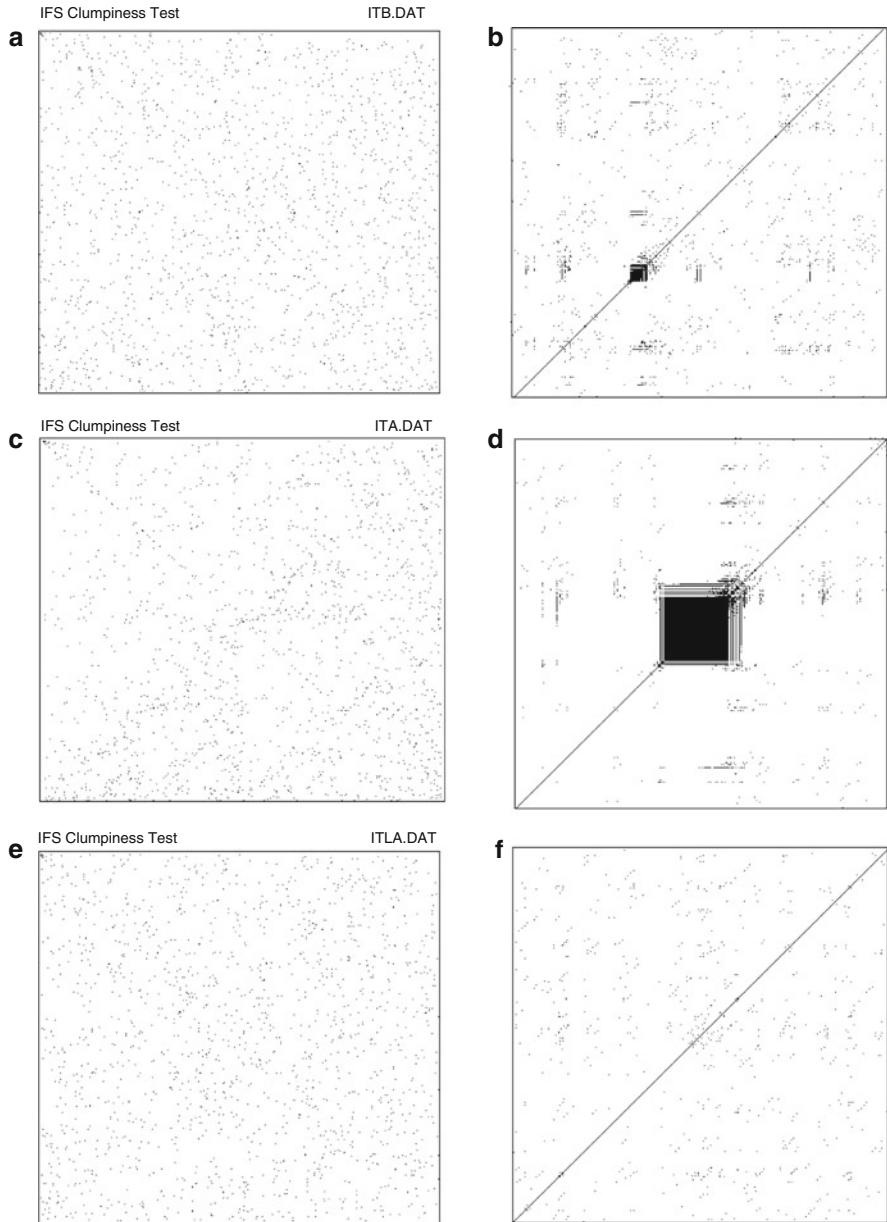 IFS Clumpiness Test ITB.DAT
a b
IFS Clumpiness Test ITA.DAT
c d
IFS Clumpiness Test ITLA.DAT
e f